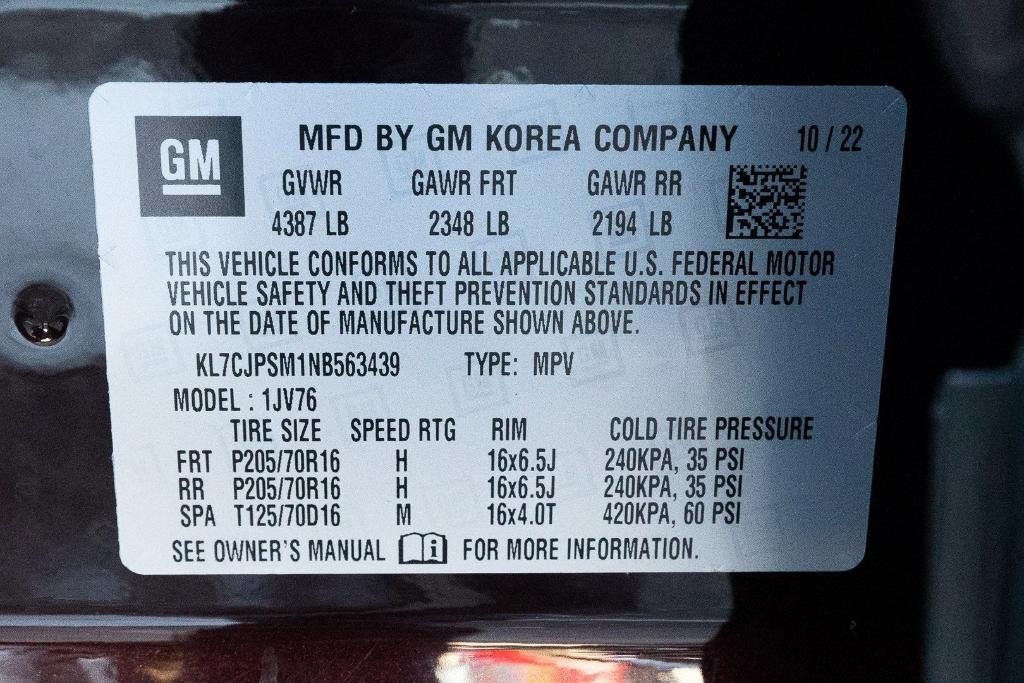 GM
MFD BY GM KOREA COMPANY 10 / 22
GVWR GAWR FRT GAWR RR
4387 LB 2348 LB 2194 LB
THIS VEHICLE CONFORMS TO ALL APPLICABLE U.S. FEDERAL MOTOR
VEHICLE SAFETY AND THEFT PREVENTION STANDARDS IN EFFECT
ON THE DATE OF MANUFACTURE SHOWN ABOVE.
KL7CJPSM1NB563439 TYPE: MPV
MODEL : 1JV76
TIRE SIZE SPEED RTG RIM COLD TIRE PRESSURE
FRT P205/70R16 H 16x6.5J 240KPA, 35 PSI
RR P205/70R16 H 16x6.5J 240KPA, 35 PSI
SPA T125/70D16 M 16x4.0T 420KPA, 60 PSI
SEE OWNER'S MANUAL i FOR MORE INFORMATION.